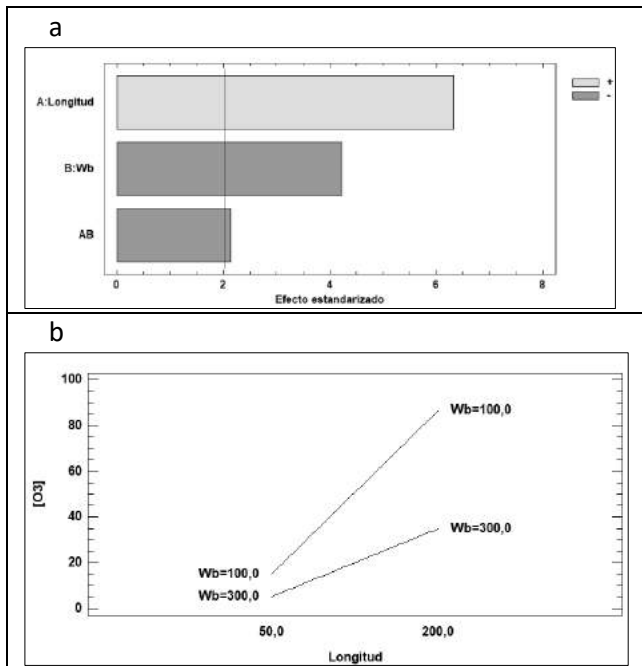 a
A:Longitud
B:Wb
AB
+
-
0 2 4 6 8
Efecto estandarizado
b
100
80
60
40
20
0
[O3]
Wb=100,0
Wb=300,0
Wb=100,0
Wb=300,0
50,0 200,0
Longitud